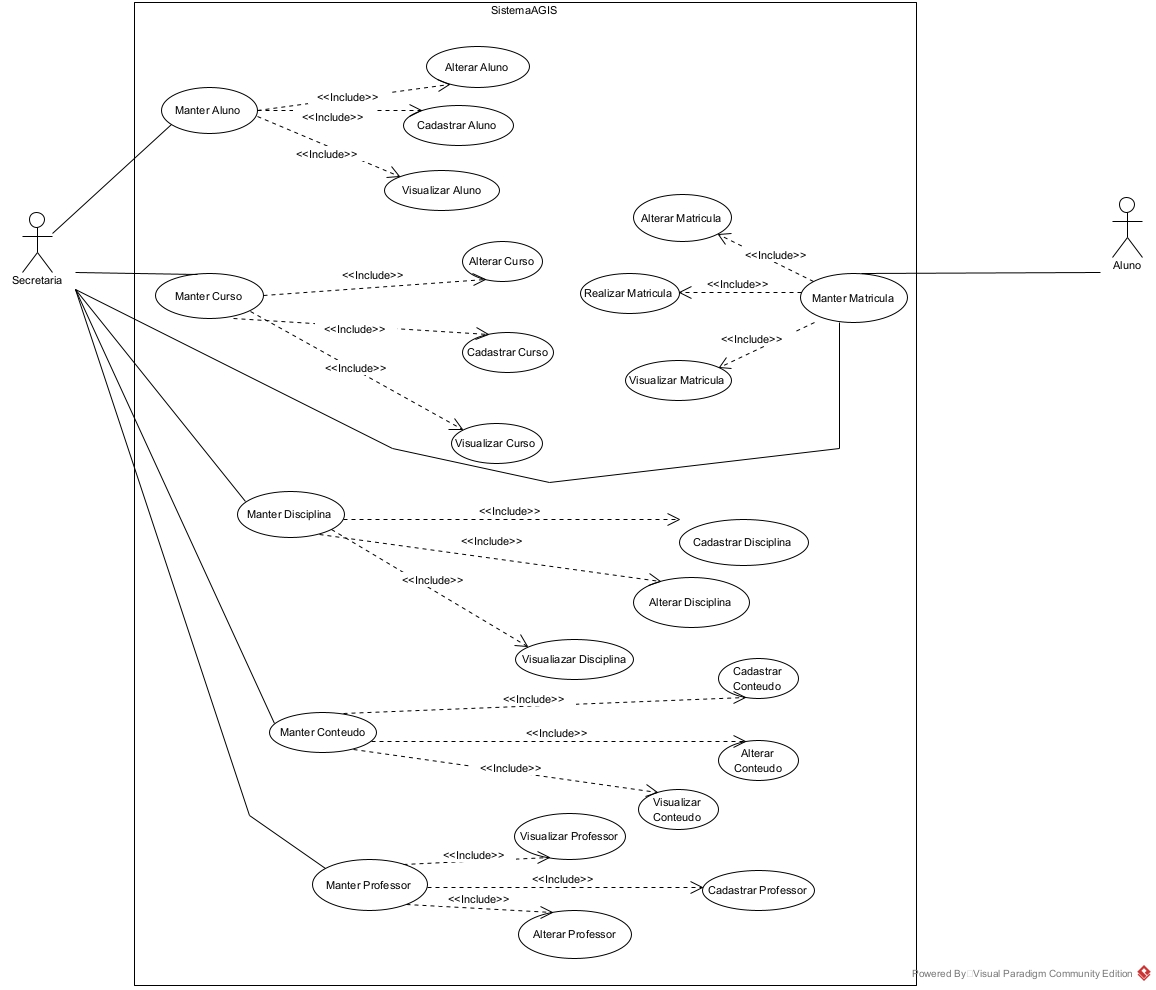 SistemaAGIS
Alterar Aluno
<<Include>>
Manter Aluno
<<Include>>
Cadastrar Aluno
<<Include>>
Visualizar Aluno
Alterar Matricula
<<Include>>
Secretaria
Aluno
Alterar Curso
<<Include>>
Manter Curso
<<Include>>
Realizar Matricula
Manter Matricula
<<Include>>
<<Include>>
Cadastrar Curso
<<Include>>
Visualizar Matricula
Visualizar Curso
Manter Disciplina
<<Include>>
<<Include>>
Cadastrar Disciplina
<<Include>>
Alterar Disciplina
Visualiazar Disciplina
Cadastrar
Conteudo
<<Include>>
Manter Conteudo
<<Include>>
Alterar
Conteudo
<<Include>>
Visualizar
Conteudo
Visualizar Professor
<<Include>>
Manter Professor
<<Include>>
Cadastrar Professor
<<Include>>
Alterar Professor
Powered By Visual Paradigm Community Edition